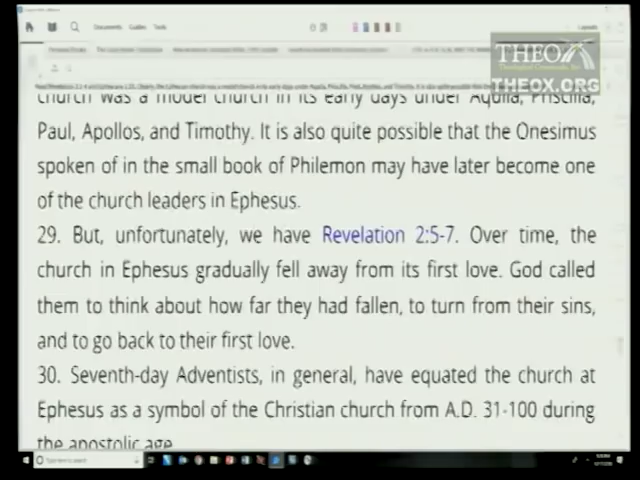 Documents Guides Tools
Layouts
THEOX
THEOX.ORG
church was a model church in its early days under Aquila, Priscilla,
Paul, Apollos, and Timothy. It is also quite possible that the Onesimus
spoken of in the small book of Philemon may have later become one
of the church leaders in Ephesus.
29. But, unfortunately, we have Revelation 2:5-7. Over time, the
church in Ephesus gradually fell away from its first love. God called
them to think about how far they had fallen, to turn from their sins,
and to go back to their first love.
30. Seventh-day Adventists, in general, have equated the church at
Ephesus as a symbol of the Christian church from A.D. 31-100 during
the apostolic age